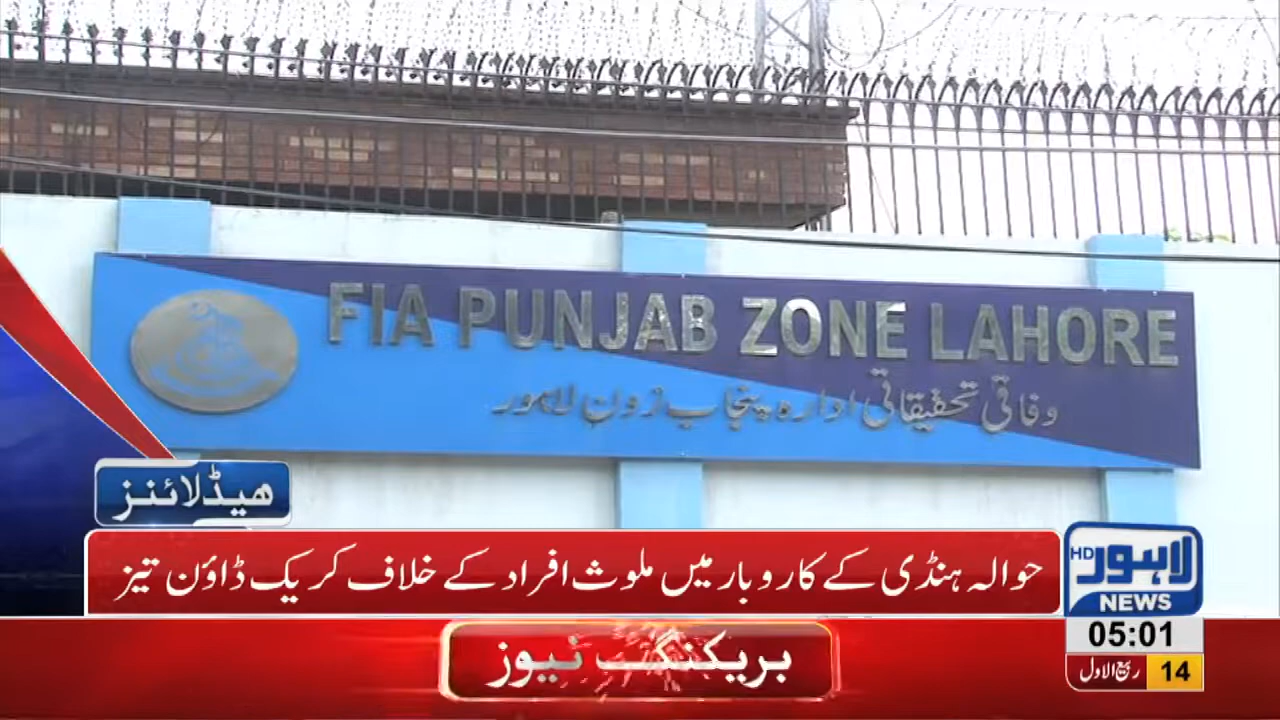 FIA PUNJAB ZONE LAHORE
وفاقی تحقیقاتی ادارہ پنجاب زون لاہور
ھیڈلائنز
حوالہ ہنڈی کے کاروبار میں ملوث افراد کے خلاف کریک ڈاؤن تیز
HD لاہور
NEWS
05:01
14 ربیع الاول
بریکنگ نیوز